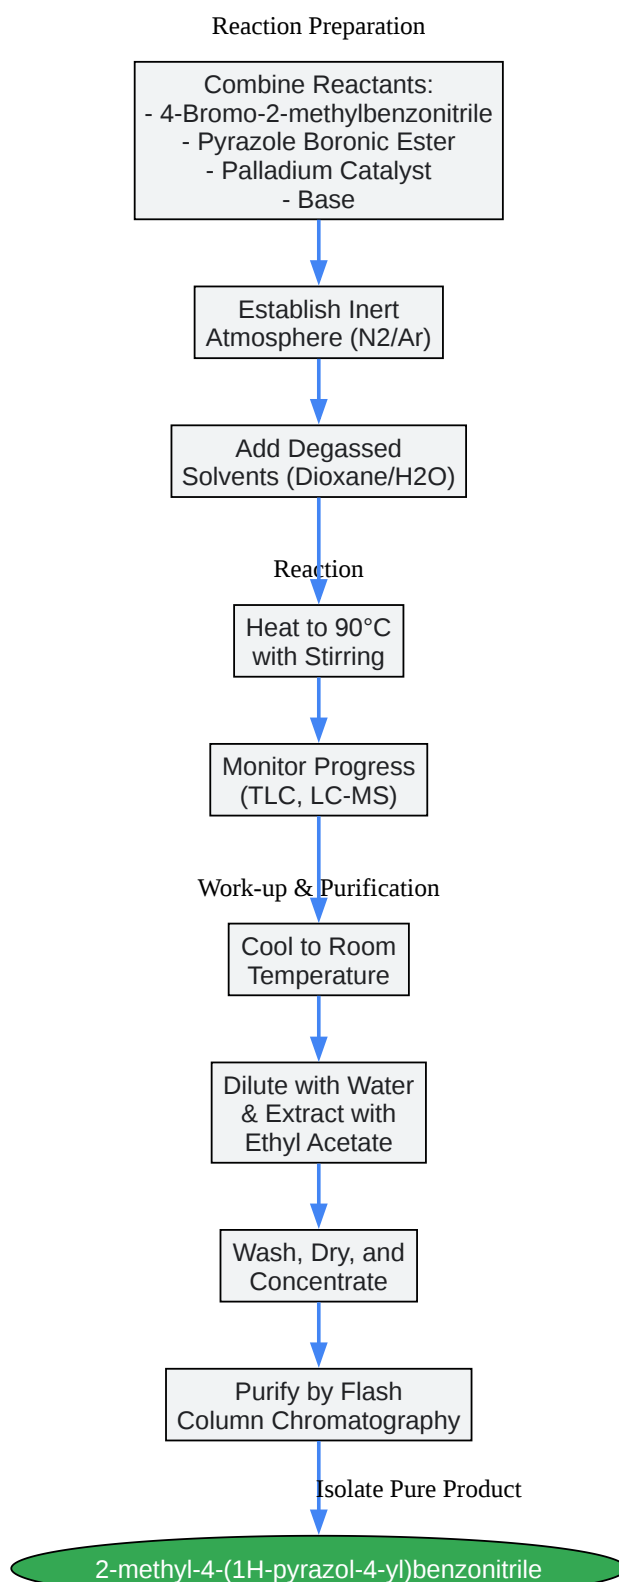 Reaction Preparation
Combine Reactants:
- 4-Bromo-2-methylbenzonitrile
- Pyrazole Boronic Ester
- Palladium Catalyst
- Base
Establish Inert
Atmosphere (N2/Ar)
Add Degassed
Solvents (Dioxane/H2O)
Reaction
Heat to 90°C
with Stirring
Monitor Progress
(TLC, LC-MS)
Work-up & Purification
Cool to Room
Temperature
Dilute with Water
& Extract with
Ethyl Acetate
Wash, Dry, and
Concentrate
Purify by Flash
Column Chromatography
Isolate Pure Product
2-methyl-4-(1H-pyrazol-4-yl)benzonitrile